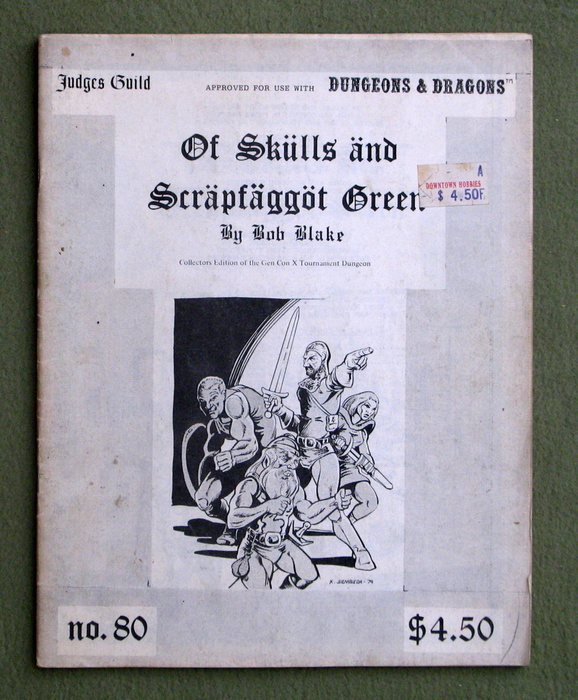 Judges Guild
APPROVED FOR USE WITH DUNGEONS & DRAGONS™
Of Skülls änd
Scräpfäggöt Green
By Bob Blake
Collectors Edition of the Gen Con X Tournament Dungeon
A
DOWNTOWN HOBBIES
$ 4.50F
no. 80
$4.50